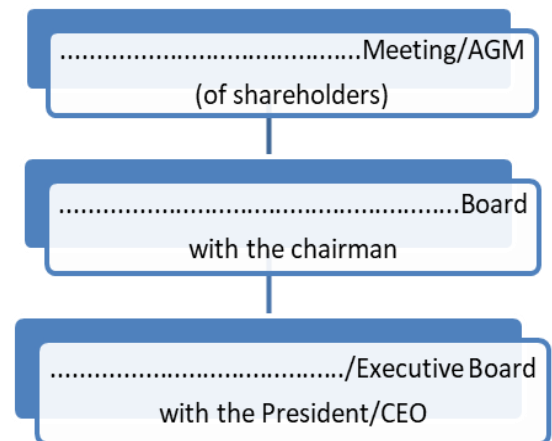 ..........................................Meeting/AGM
(of shareholders)
........................................................Board
with the chairman
........................................./Executive Board
with the President/CEO